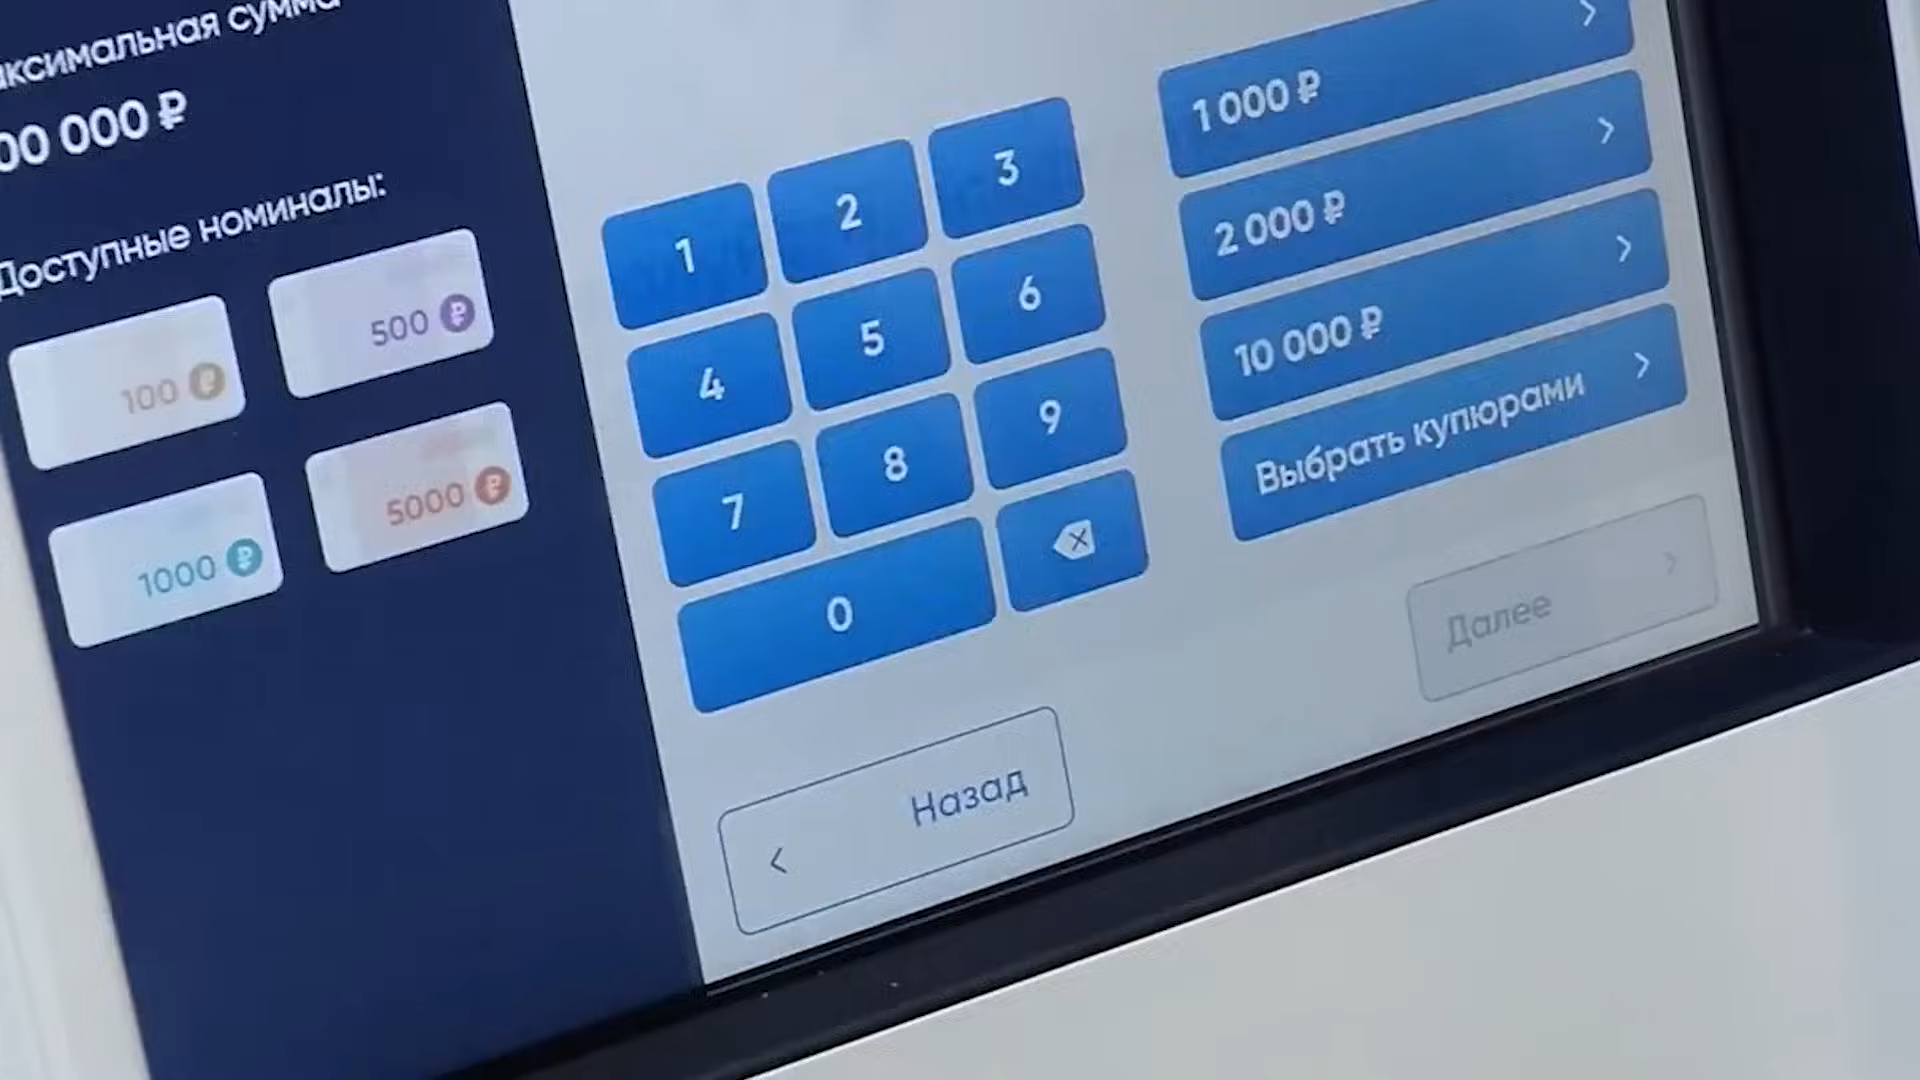 аксимальная сумма
00 000 ₽
Доступные номиналы:
100 ₽
500 ₽
1000 ₽
5000 ₽
1
2
3
4
5
6
7
8
9
0
1 000 ₽
2 000 ₽
10 000 ₽
Выбрать купюрами
Назад
Далее